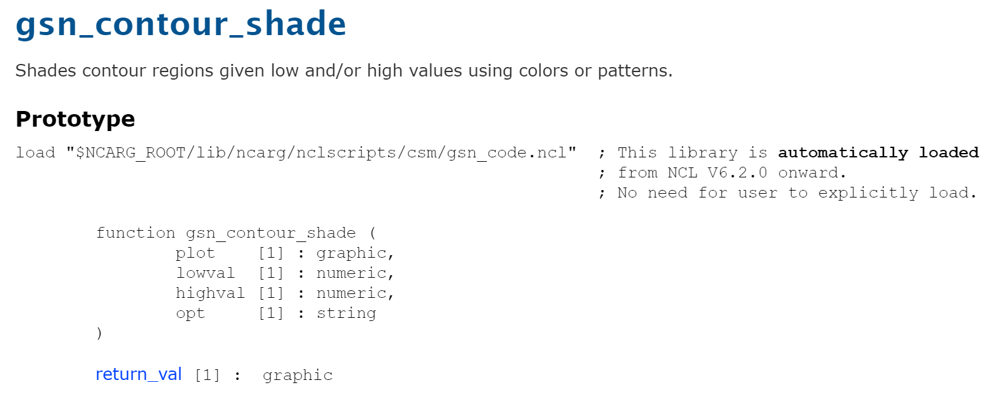 gsn_contour_shade
Shades contour regions given low and/or high values using colors or patterns.
Prototype
load "$NCARG_ROOT/lib/ncarg/nclscripts/csm/gsn_code.ncl"  ; This library is automatically loaded
; from NCL V6.2.0 onward.
; No need for user to explicitly load.
function gsn_contour_shade (
plot    [1] : graphic,
lowval  [1] : numeric,
highval [1] : numeric,
opt     [1] : string
)
return_val [1] :  graphic